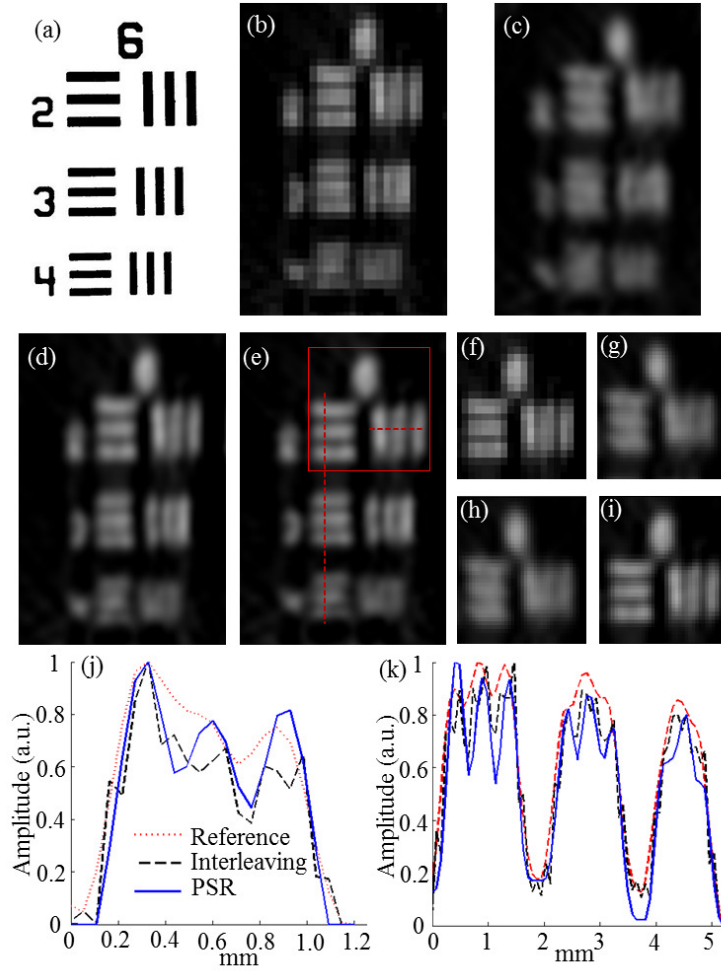 (a)
6
2
3
4
(b)
(c)
(d)
(e)
(f)
(g)
(h)
(i)
(j)
Amplitude (a.u.)
1
0.8
0.6
0.4
0.2
0
Reference
Interleaving
PSR
0 0.2 0.4 0.6 0.8 1.0 1.2
mm
(k)
Amplitude (a.u.)
1
0.8
0.6
0.4
0.2
0
0 1 2 3 4 5
mm